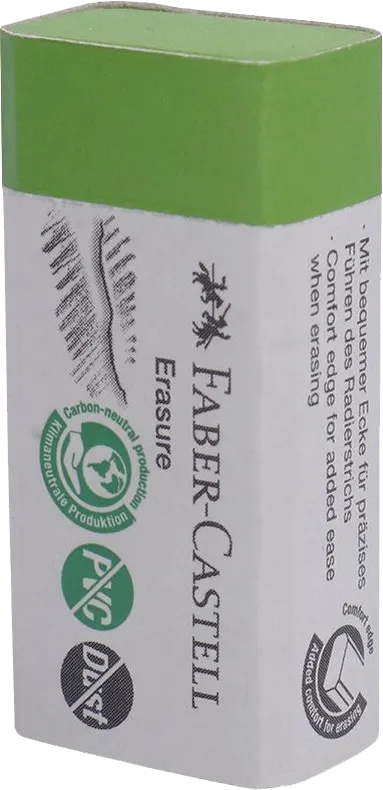 FABER-CASTELL
Erasure
Carbon-neutral production
Klimaneutrale Produktion
PVC
Dust
· Mit bequemer Ecke für präzises
Führen des Radierstrichs
· Comfort edge for added ease
when erasing
Comfort edge
Added comfort for erasing